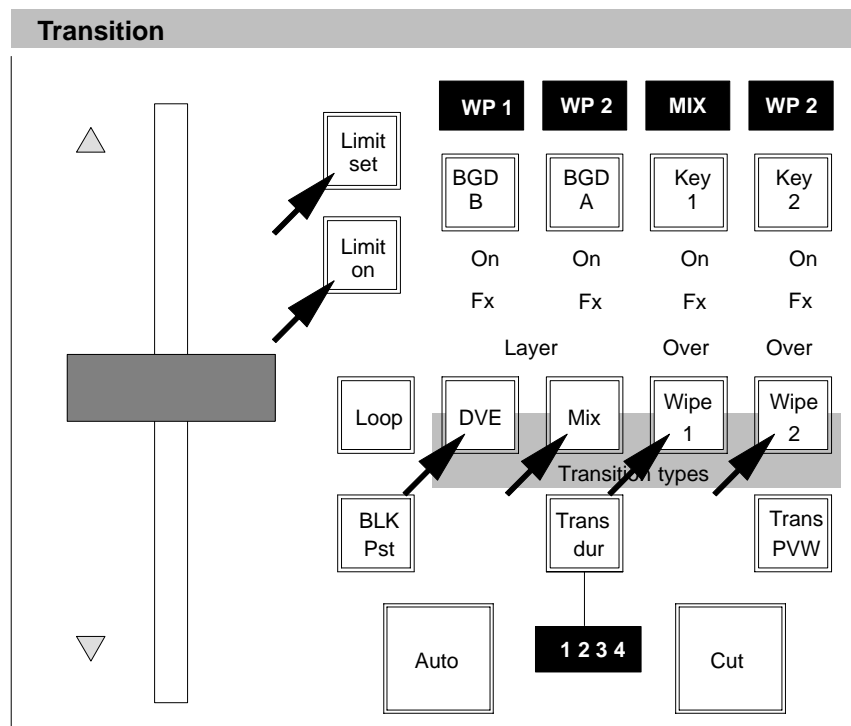 Transition
WP 1 WP 2 MIX WP 2
Limit
set
BGD
B
BGD
A
Key
1
Key
2
Limit
on
On On On On
Fx Fx Fx Fx
Layer Over Over
Loop
DVE
Mix
Wipe
1
Wipe
2
Transition types
BLK
Pst
Trans
dur
Trans
PVW
Auto
1 2 3 4
Cut